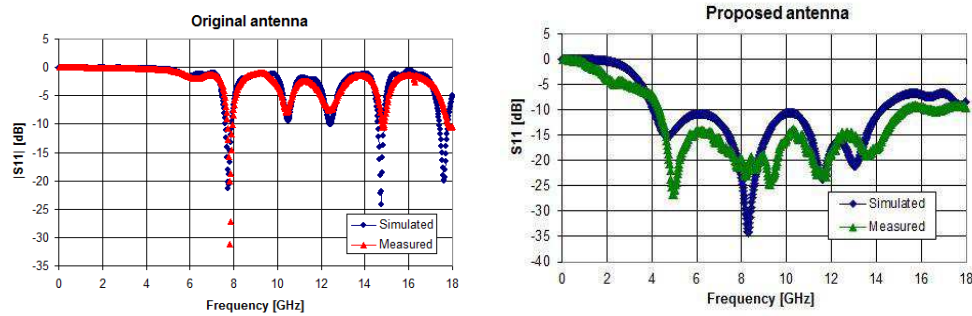 Original antenna
5
0
-5
-10
-15
-20
-25
-30
-35
|S11| [dB]
0 2 4 6 8 10 12 14 16 18
Frequency [GHz]
Simulated
Measured
Proposed antenna
5
0
-5
-10
-15
-20
-25
-30
-35
-40
S11 [dB]
0 2 4 6 8 10 12 14 16 18
Frequency [GHz]
Simulated
Measured